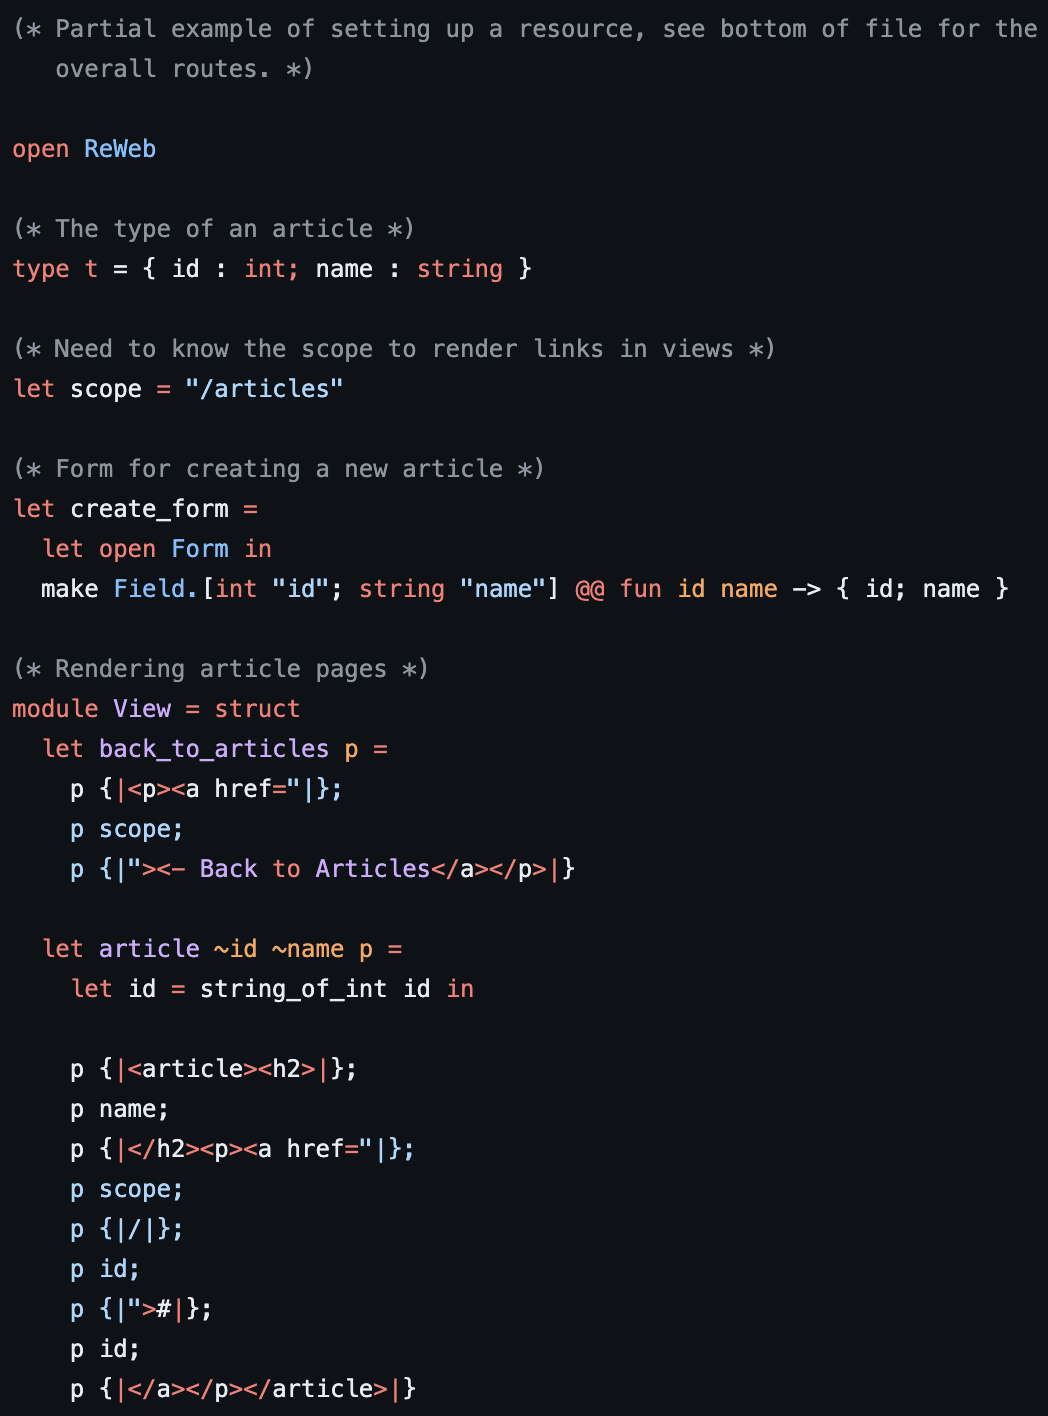 (* Partial example of setting up a resource, see bottom of file for the
   overall routes. *)

open ReWeb

(* The type of an article *)
type t = { id : int; name : string }

(* Need to know the scope to render links in views *)
let scope = "/articles"

(* Form for creating a new article *)
let create_form =
  let open Form in
  make Field.[int "id"; string "name"] @@ fun id name -> { id; name }

(* Rendering article pages *)
module View = struct
  let back_to_articles p =
    p {|<p><a href="|};
    p scope;
    p {|"><- Back to Articles</a></p>|}

  let article ~id ~name p =
    let id = string_of_int id in

    p {|<article><h2>|};
    p name;
    p {|</h2><p><a href="|};
    p scope;
    p {|/|};
    p id;
    p {|">#|};
    p id;
    p {|</a></p></article>|}